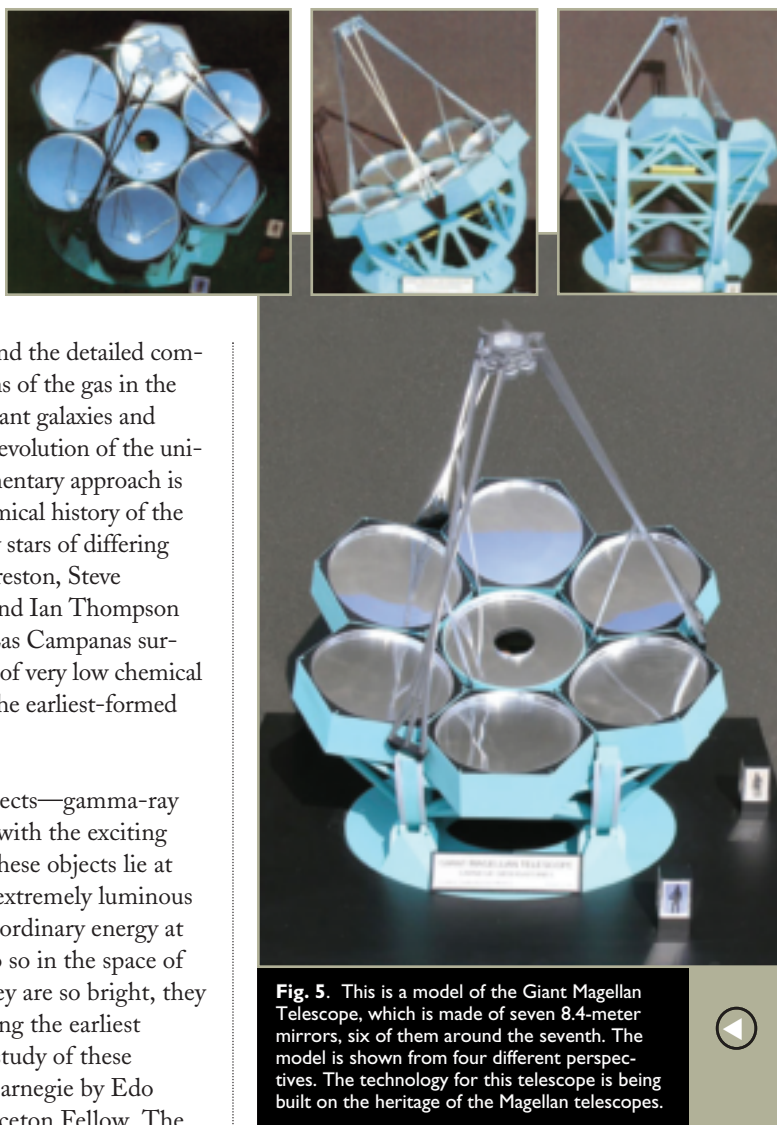 nd the detailed com-
s of the gas in the
ant galaxies and
evolution of the uni-
mentary approach is
mical history of the
stars of differing
reston, Steve
nd Ian Thompson
as Campanas sur-
of very low chemical
he earliest-formed
ects—gamma-ray
with the exciting
hese objects lie at
extremely luminous
ordinary energy at
so in the space of
ey are so bright, they
ng the earliest
study of these
arnegie by Edo
ceton Fellow. The
GIANT MAGELLAN TELESCOPE
Fig. 5. This is a model of the Giant Magellan
Telescope, which is made of seven 8.4-meter
mirrors, six of them around the seventh. The
model is shown from four different perspec-
tives. The technology for this telescope is being
built on the heritage of the Magellan telescopes.